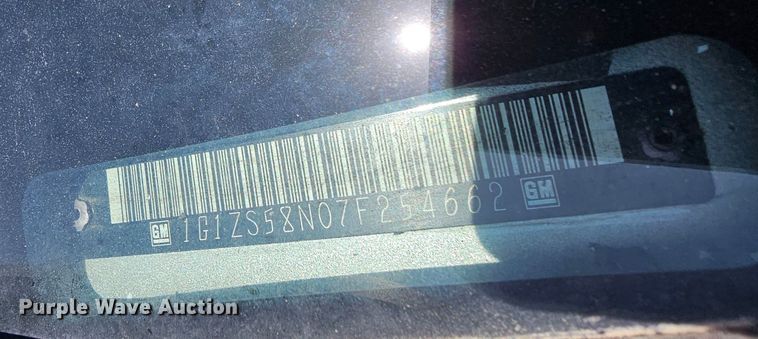 GM 1G1ZS58N07F254662 GM
Purple Wave Auction